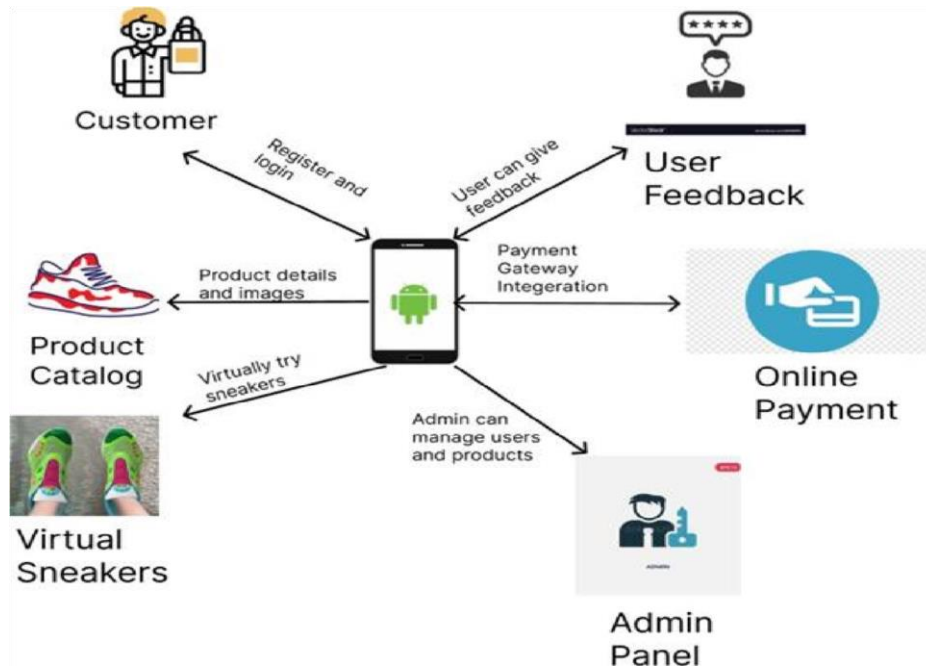 Customer
Register and
login
User can give
feedback
User
Feedback
Product details
and images
Payment
Gateway
Integeration
Product
Catalog
Virtually try
sneakers
Online
Payment
Admin can
manage users
and products
Virtual
Sneakers
ADMIN
Admin
Panel